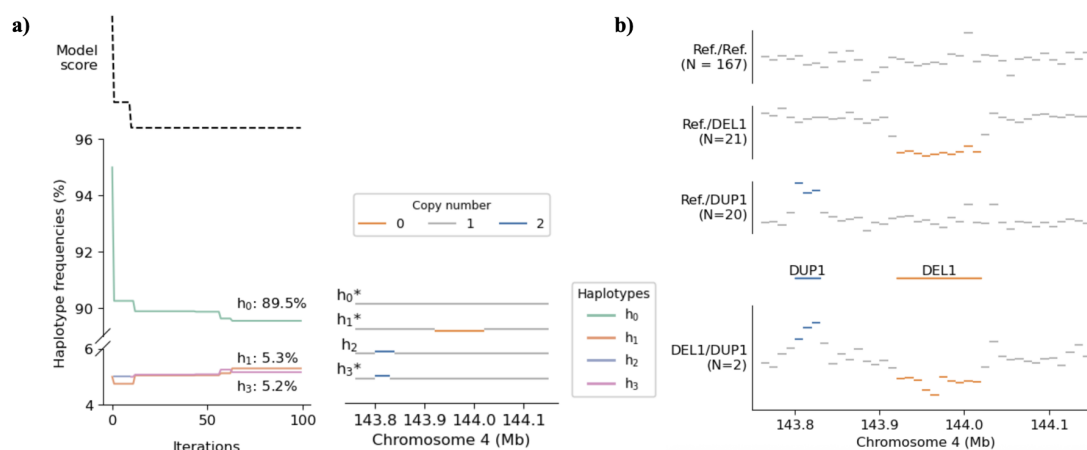 a)
Model
score
Haplotype frequencies (%)
96
94
92
90
6
4
h0: 89.5%
h1: 5.3%
h3: 5.2%
0
50
100
Iterations
Copy number
0 1 2
h0*
h1*
h2
h3*
143.8 143.9 144.0 144.1
Chromosome 4 (Mb)
Haplotypes
h0
h1
h2
h3
b)
Ref./Ref.
(N = 167)
Ref./DEL1
(N=21)
Ref./DUP1
(N=20)
DUP1 DEL1
DEL1/DUP1
(N=2)
143.8 143.9 144.0 144.1
Chromosome 4 (Mb)